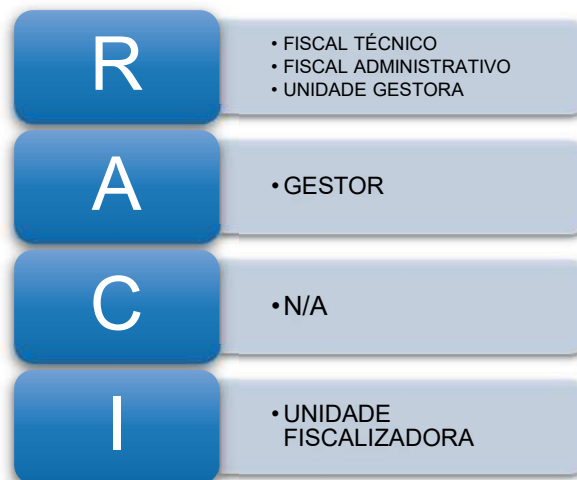 R
• FISCAL TÉCNICO
• FISCAL ADMINISTRATIVO
• UNIDADE GESTORA
A
• GESTOR
C
• N/A
I
• UNIDADE
FISCALIZADORA